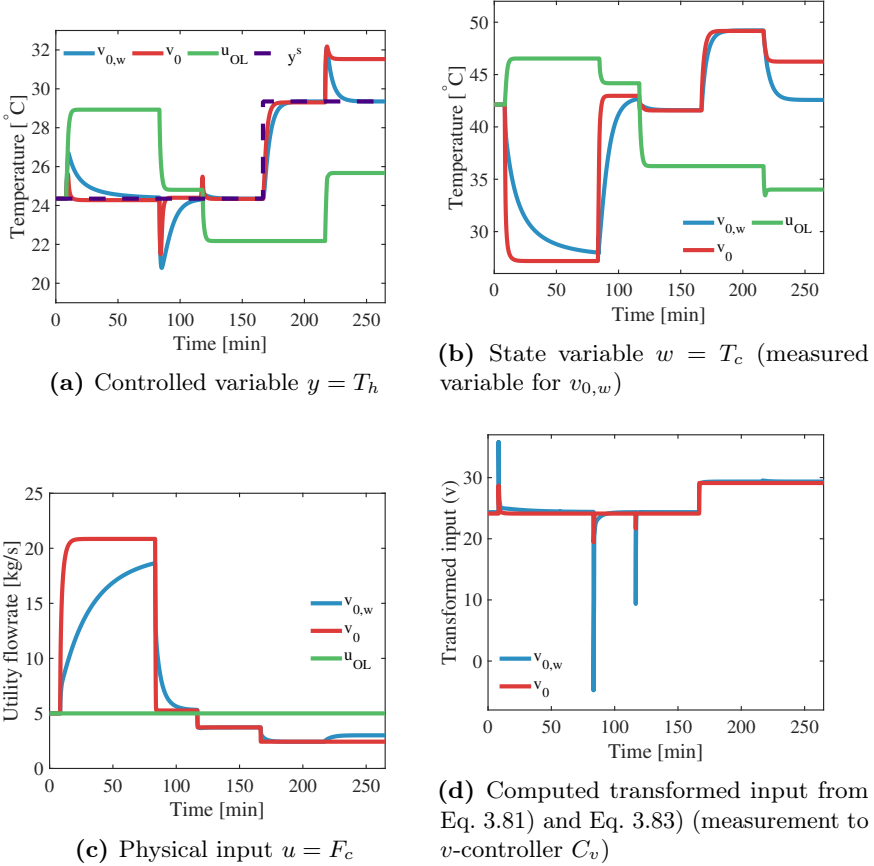 v0,w v0 uOL yˢ
Temperature [°C]
32
30
28
26
24
22
20
0 50 100 150 200 250
Time [min]
(a) Controlled variable y = Th
Temperature [°C]
50
45
40
35
30
v0,w uOL
v0
0 50 100 150 200 250
Time [min]
(b) State variable w = Tc (measured
variable for v0,w)
Utility flowrate [kg/s]
25
20
15
10
5
0
v0,w
v0
uOL
0 50 100 150 200 250
Time [min]
(c) Physical input u = Fc
Transformed input (v)
30
20
10
0
v0,w
v0
0 50 100 150 200 250
Time [min]
(d) Computed transformed input from
Eq. 3.81) and Eq. 3.83) (measurement to
v-controller Cv)